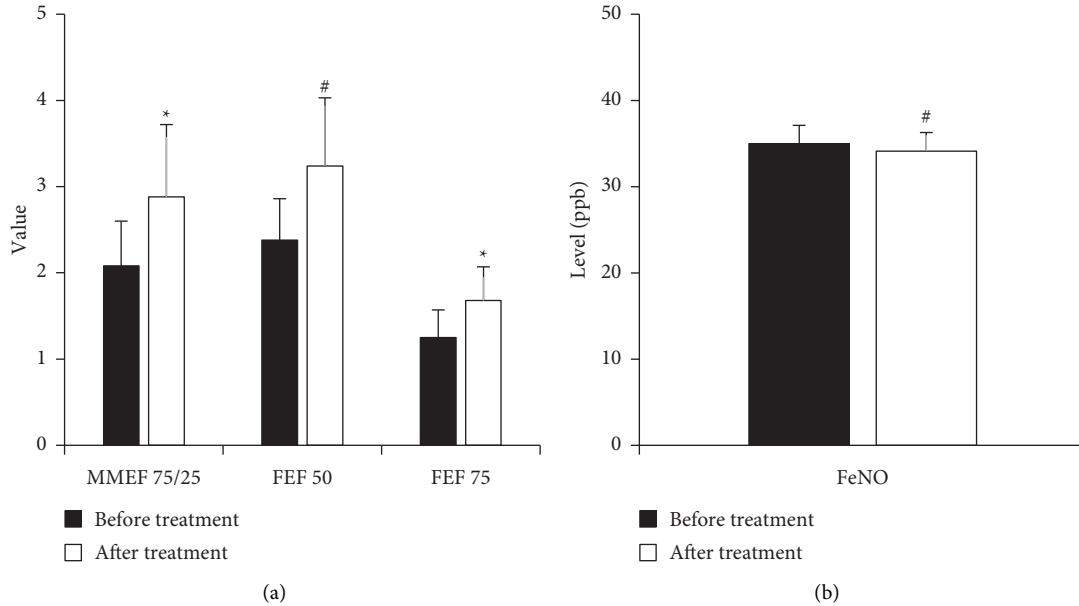 5
4
3
2
1
0
Value
*
#
*
MMEF 75/25
FEF 50
FEF 75
Before treatment
After treatment
(a)
50
40
30
20
10
0
Level (ppb)
#
FeNO
Before treatment
After treatment
(b)